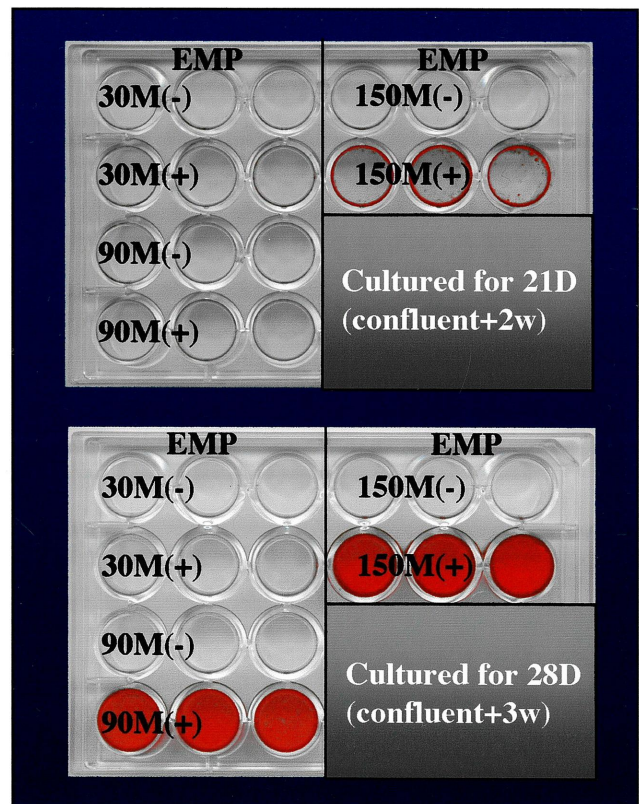 EMP
EMP
30M(-)
150M(-)
30M(+)
150M(+)
90M(-)
90M(+)
Cultured for 21D
(confluent+2w)
EMP
EMP
30M(-)
150M(-)
30M(+)
150M(+)
90M(-)
90M(+)
Cultured for 28D
(confluent+3w)